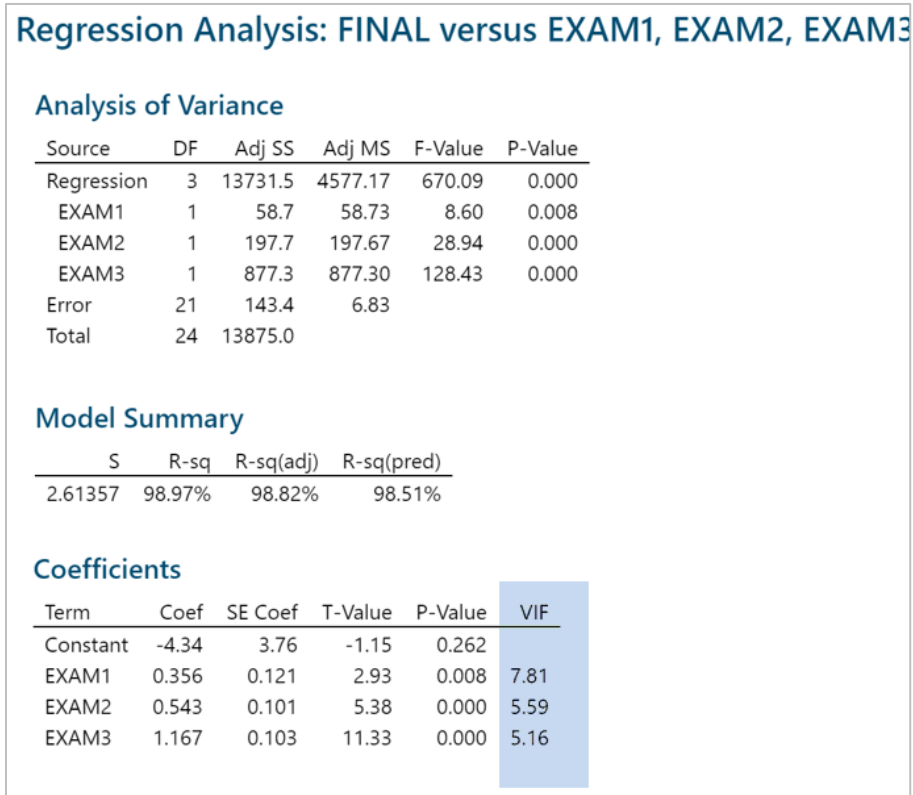 Regression Analysis: FINAL versus EXAM1, EXAM2, EXAM3
Analysis of Variance
Source DF Adj SS Adj MS F-Value P-Value
Regression 3 13731.5 4577.17 670.09 0.000
EXAM1 1 58.7 58.73 8.60 0.008
EXAM2 1 197.7 197.67 28.94 0.000
EXAM3 1 877.3 877.30 128.43 0.000
Error 21 143.4 6.83
Total 24 13875.0
Model Summary
S R-sq R-sq(adj) R-sq(pred)
2.61357 98.97% 98.82% 98.51%
Coefficients
Term Coef SE Coef T-Value P-Value VIF
Constant -4.34 3.76 -1.15 0.262
EXAM1 0.356 0.121 2.93 0.008 7.81
EXAM2 0.543 0.101 5.38 0.000 5.59
EXAM3 1.167 0.103 11.33 0.000 5.16